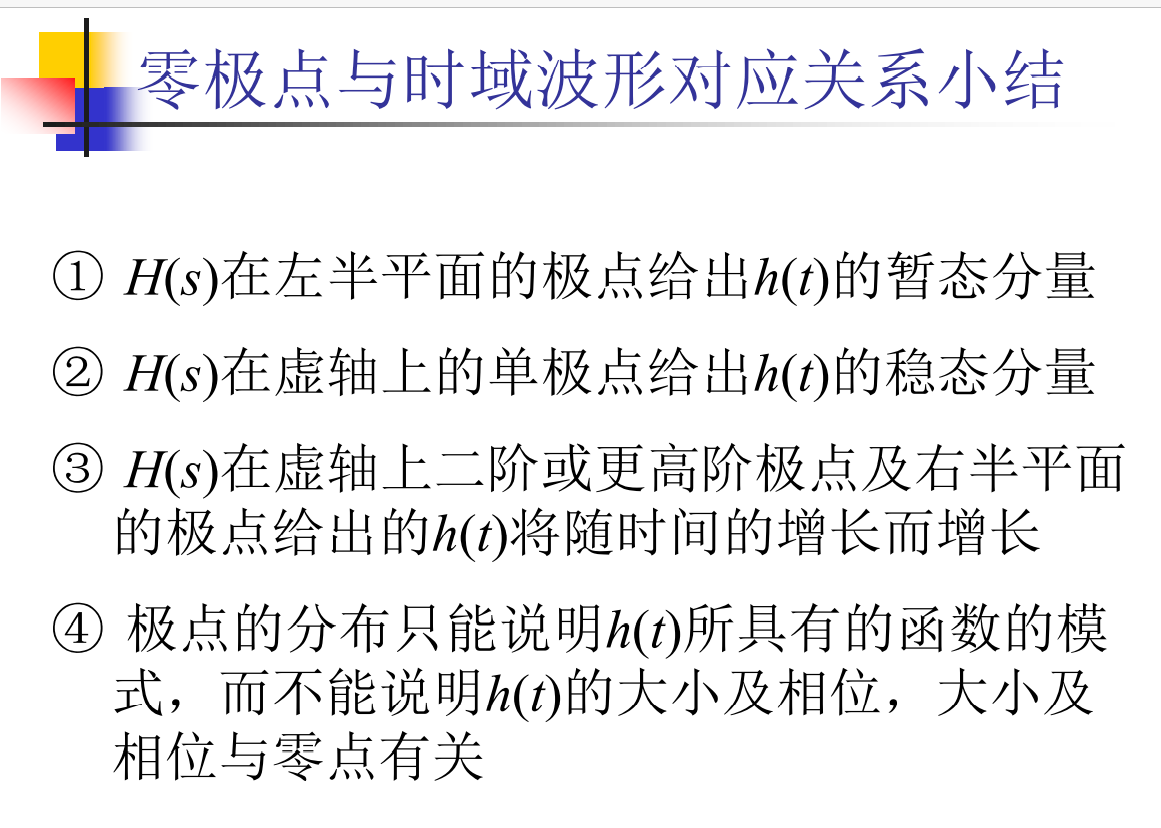 零极点与时域波形对应关系小结
① H(s)在左半平面的极点给出h(t)的暂态分量
② H(s)在虚轴上的单极点给出h(t)的稳态分量
③ H(s)在虚轴上二阶或更高阶极点及右半平面
的极点给出的h(t)将随时间的增长而增长
④ 极点的分布只能说明h(t)所具有的函数的模
式，而不能说明h(t)的大小及相位，大小及
相位与零点有关